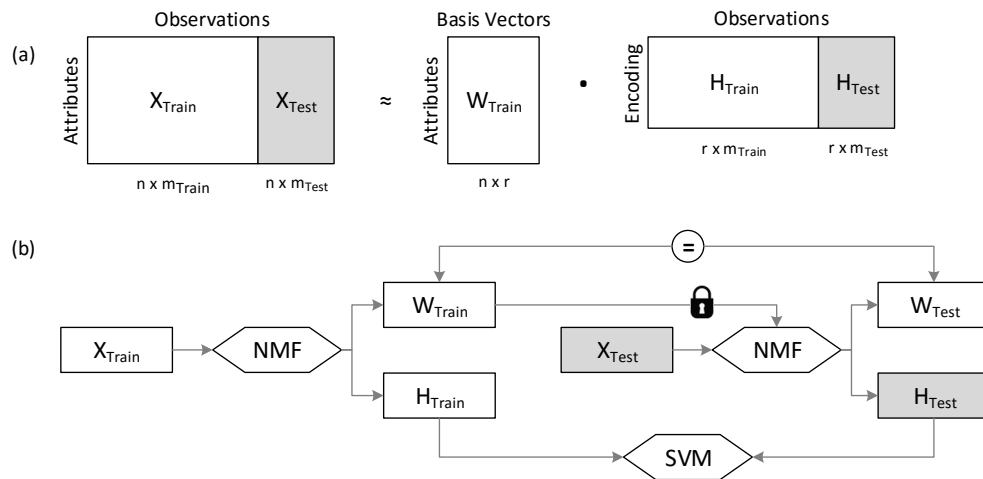 Observations Basis Vectors Observations
(a)
Attributes X_Train X_Test ≈ Attributes W_Train · Encoding H_Train H_Test
n x m_Train n x m_Test n x r r x m_Train r x m_Test
(b)
=
W_Train W_Test
X_Train NMF X_Test NMF
H_Train H_Test
SVM